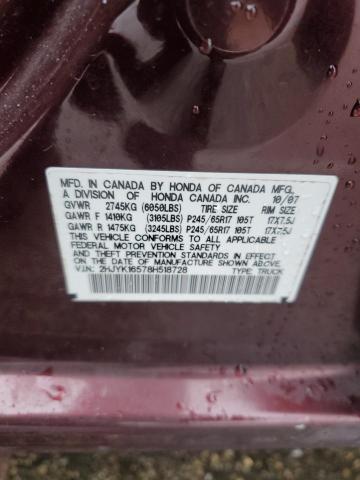 MFD. IN CANADA BY HONDA OF CANADA MFG.
A DIVISION OF HONDA CANADA INC. 10/07
GVWR 2745KG (6050LBS) TIRE SIZE RIM SIZE
GAWR F 1410KG (3105LBS) P245/65R17 105T 17X7.5J
GAWR R 1475KG (3245LBS) P245/65R17 105T 17X7.5J
THIS VEHICLE CONFORMS TO ALL APPLICABLE
FEDERAL MOTOR VEHICLE SAFETY
AND THEFT PREVENTION STANDARDS IN EFFECT
ON THE DATE OF MANUFACTURE SHOWN ABOVE.
V.I.N: 2HJYK16578H518728 TYPE: TRUCK